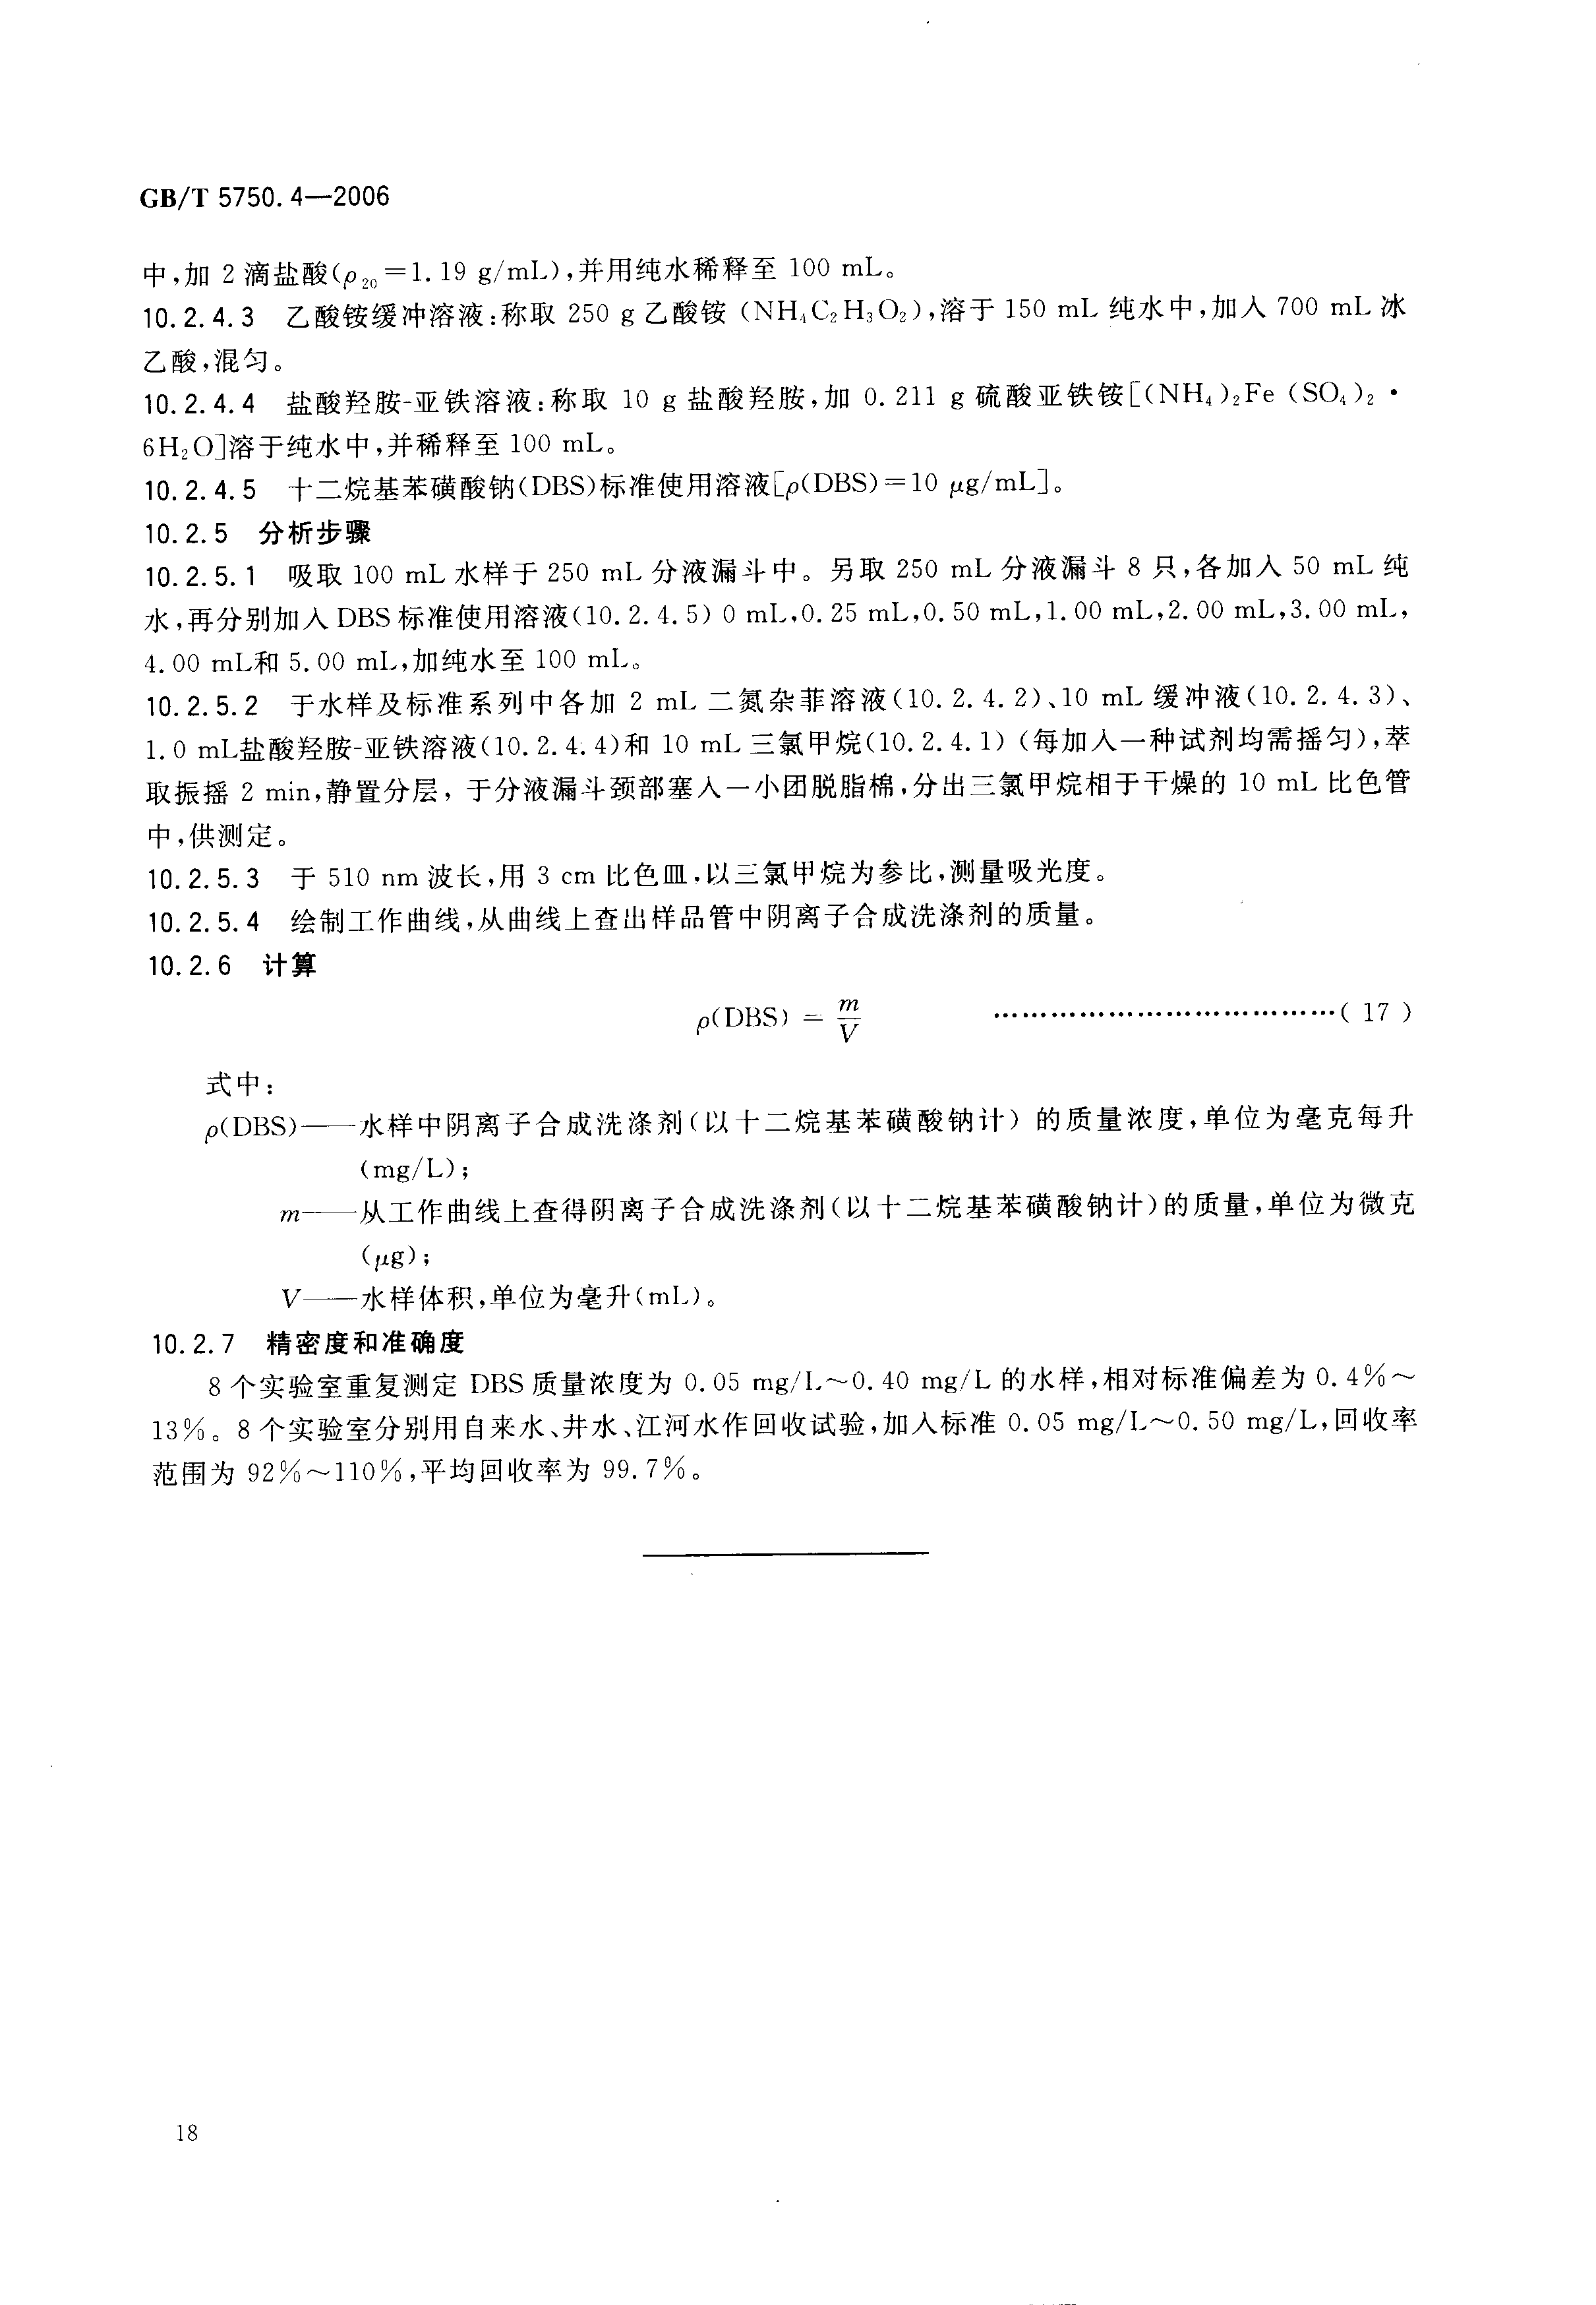 GB/T 5750.4—2006
中,加 2 滴盐酸(ρ₂₀=1.19 g/mL),并用纯水稀释至 100 mL。
10.2.4.3 乙酸铵缓冲溶液:称取 250 g 乙酸铵 (NH₄C₂H₃O₂),溶于 150 mL 纯水中,加入 700 mL 冰
乙酸,混匀。
10.2.4.4 盐酸羟胺-亚铁溶液:称取 10 g 盐酸羟胺,加 0.211 g 硫酸亚铁铵[(NH₄)₂Fe (SO₄)₂ ·
6H₂O]溶于纯水中,并稀释至 100 mL。
10.2.4.5 十二烷基苯磺酸钠(DBS)标准使用溶液[ρ(DBS)=10 μg/mL]。
10.2.5 分析步骤
10.2.5.1 吸取 100 mL 水样于 250 mL 分液漏斗中。另取 250 mL 分液漏斗 8 只,各加入 50 mL 纯
水,再分别加入 DBS 标准使用溶液(10.2.4.5) 0 mL,0.25 mL,0.50 mL,1.00 mL,2.00 mL,3.00 mL,
4.00 mL和 5.00 mL,加纯水至 100 mL。
10.2.5.2 于水样及标准系列中各加 2 mL 二氮杂菲溶液(10.2.4.2)、10 mL 缓冲液(10.2.4.3)、
1.0 mL盐酸羟胺-亚铁溶液(10.2.4.4)和 10 mL 三氯甲烷(10.2.4.1) (每加入一种试剂均需摇匀),萃
取振摇 2 min,静置分层, 于分液漏斗颈部塞入一小团脱脂棉,分出三氯甲烷相于干燥的 10 mL 比色管
中,供测定。
10.2.5.3 于 510 nm 波长,用 3 cm 比色皿,以三氯甲烷为参比,测量吸光度。
10.2.5.4 绘制工作曲线,从曲线上查出样品管中阴离子合成洗涤剂的质量。
10.2.6 计算
ρ(DBS) = m/V ……………………………( 17 )
式中:
ρ(DBS)——水样中阴离子合成洗涤剂(以十二烷基苯磺酸钠计) 的质量浓度,单位为毫克每升
(mg/L);
m——从工作曲线上查得阴离子合成洗涤剂(以十二烷基苯磺酸钠计)的质量,单位为微克
(μg);
V——水样体积,单位为毫升(mL)。
10.2.7 精密度和准确度
8 个实验室重复测定 DBS 质量浓度为 0.05 mg/L~0.40 mg/L 的水样,相对标准偏差为 0.4%~
13%。8 个实验室分别用自来水、井水、江河水作回收试验,加入标准 0.05 mg/L~0.50 mg/L,回收率
范围为 92%~110%,平均回收率为 99.7%。
18